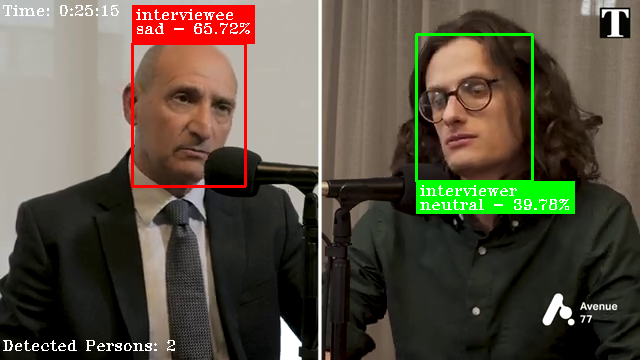 Time: 0:25:15
interviewee
sad - 65.72%
T
interviewer
neutral - 39.78%
Avenue
77
Detected Persons: 2